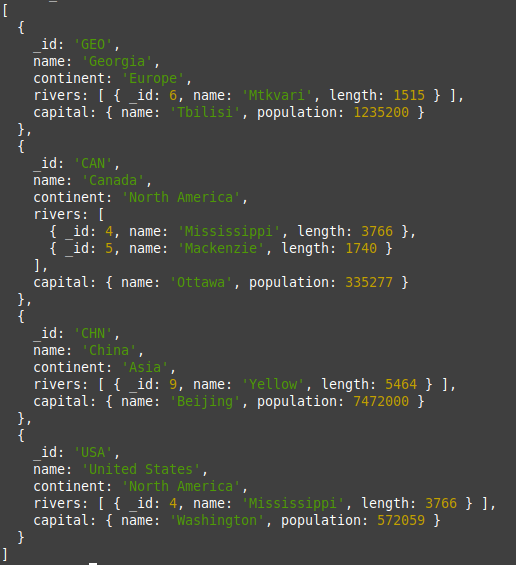 [
  {
    _id: 'GEO',
    name: 'Georgia',
    continent: 'Europe',
    rivers: [ { _id: 6, name: 'Mtkvari', length: 1515 } ],
    capital: { name: 'Tbilisi', population: 1235200 }
  },
  {
    _id: 'CAN',
    name: 'Canada',
    continent: 'North America',
    rivers: [
      { _id: 4, name: 'Mississippi', length: 3766 },
      { _id: 5, name: 'Mackenzie', length: 1740 }
    ],
    capital: { name: 'Ottawa', population: 335277 }
  },
  {
    _id: 'CHN',
    name: 'China',
    continent: 'Asia',
    rivers: [ { _id: 9, name: 'Yellow', length: 5464 } ],
    capital: { name: 'Beijing', population: 7472000 }
  },
  {
    _id: 'USA',
    name: 'United States',
    continent: 'North America',
    rivers: [ { _id: 4, name: 'Mississippi', length: 3766 } ],
    capital: { name: 'Washington', population: 572059 }
  }
]